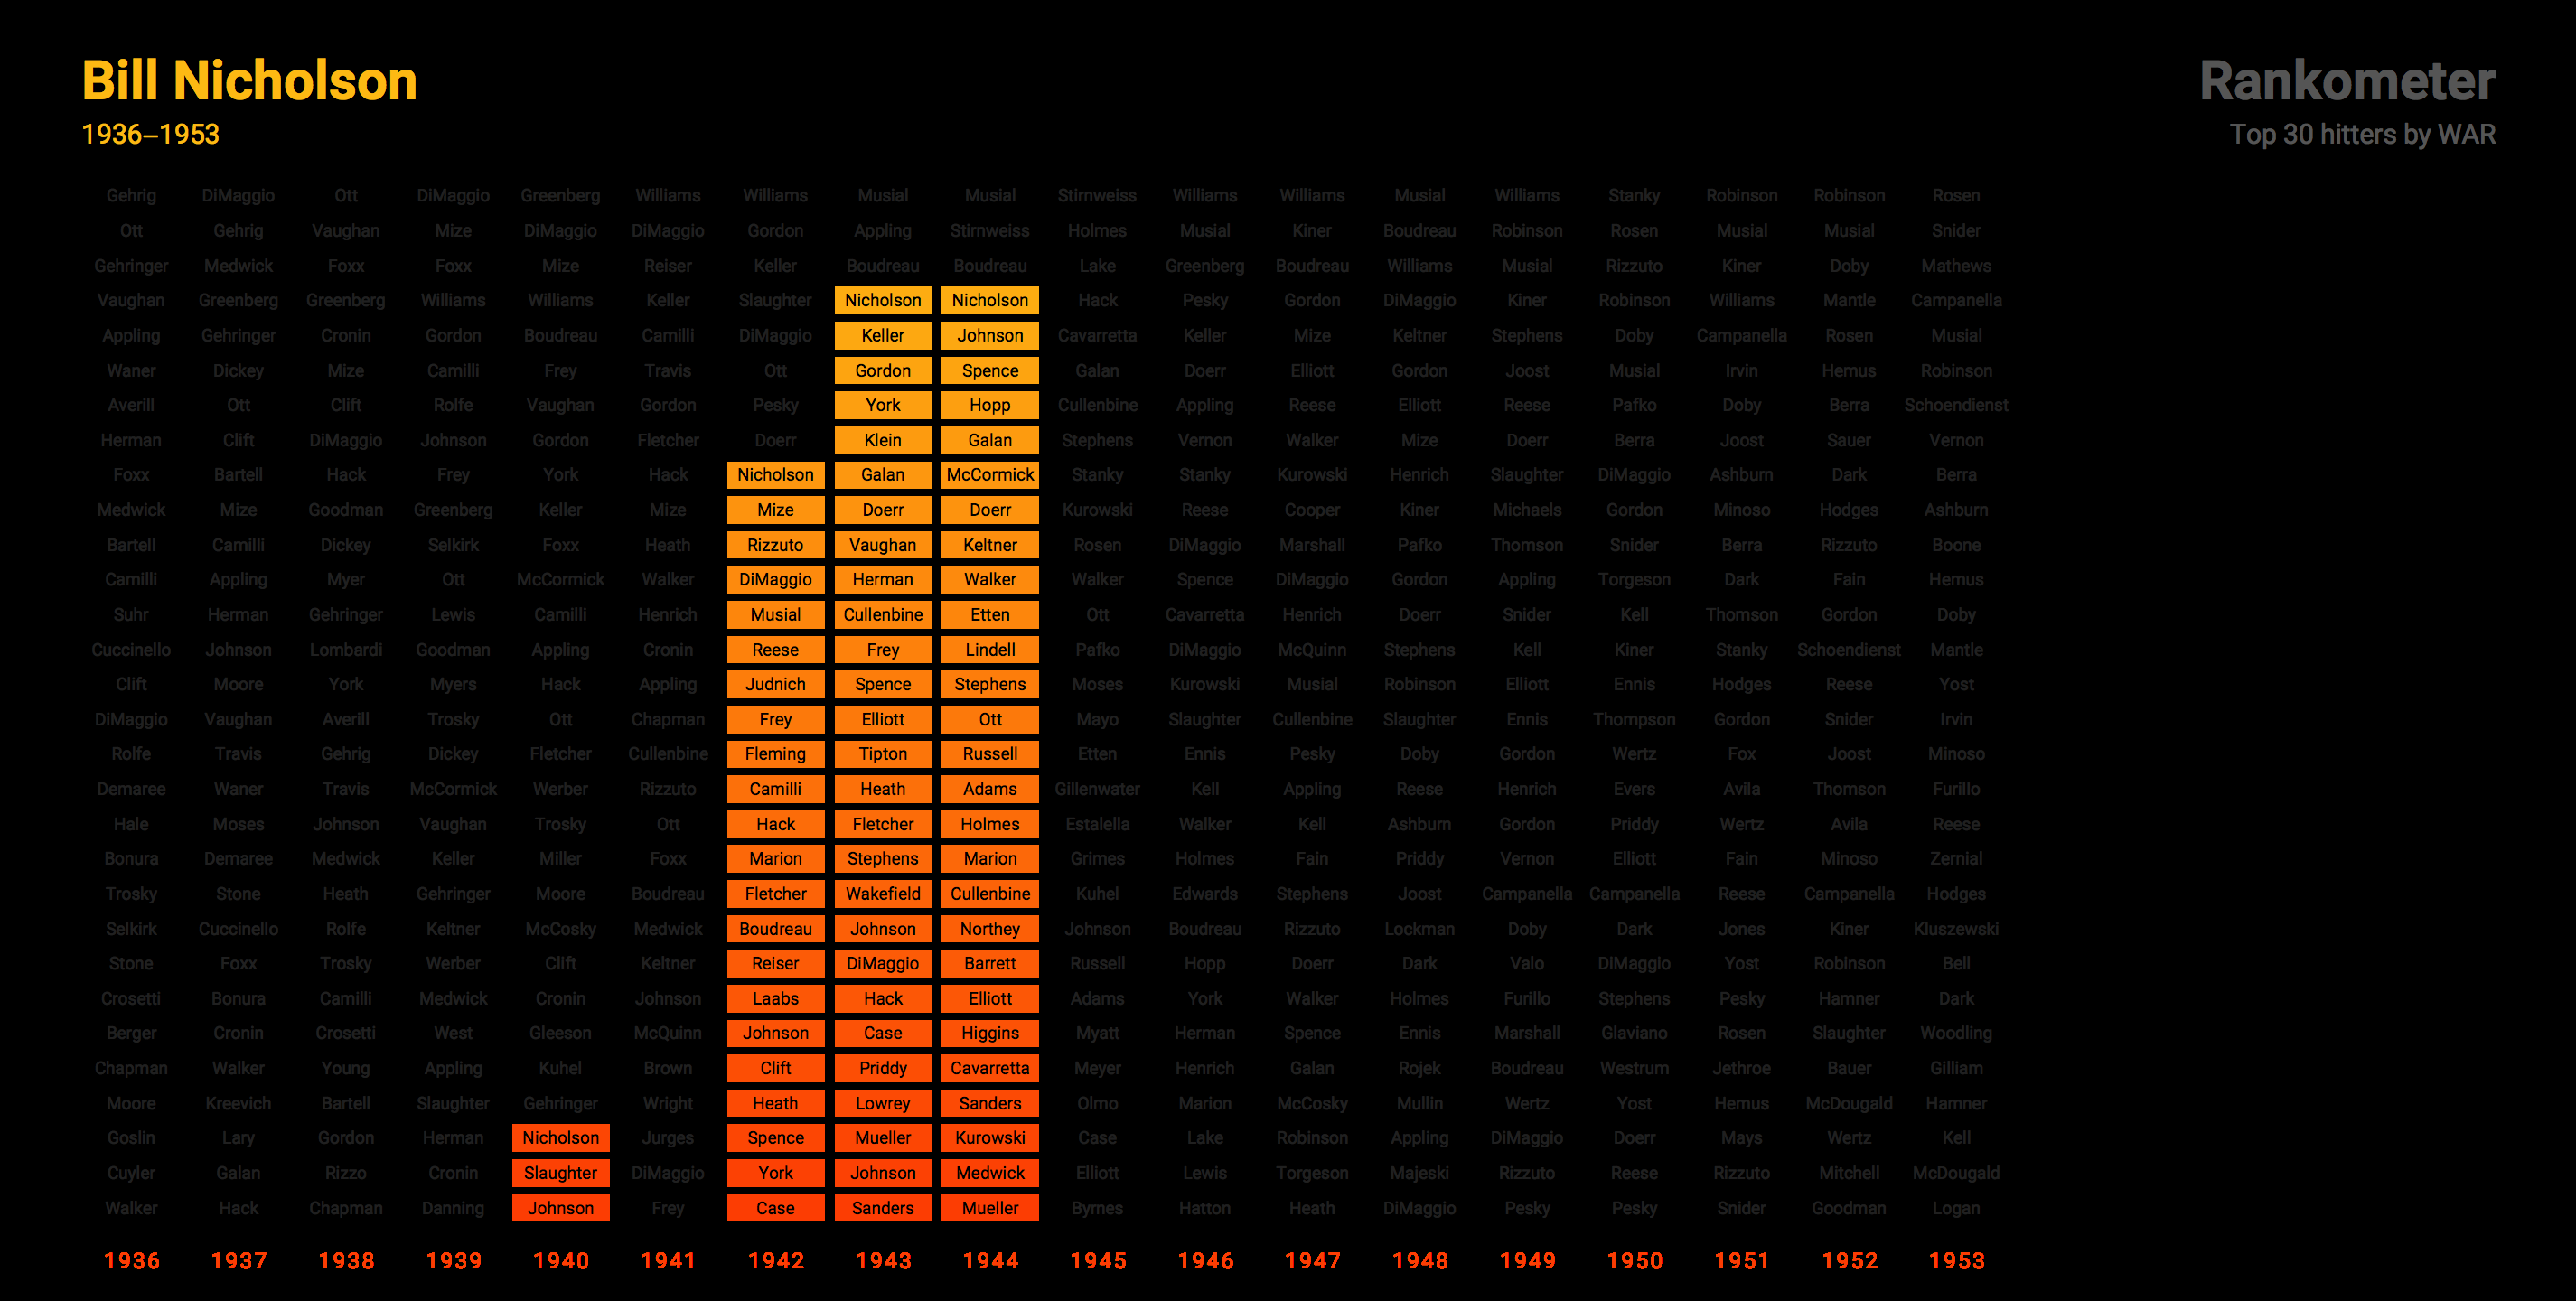 Bill Nicholson
1936–1953
Rankometer
Top 30 hitters by WAR
Gehrig DiMaggio Ott DiMaggio Greenberg Williams Williams Musial Musial Stirnweiss Williams Williams Musial Williams Stanky Robinson Robinson Rosen
Ott Gehrig Vaughan Mize DiMaggio DiMaggio Gordon Appling Stirnweiss Holmes Musial Kiner Boudreau Robinson Rosen Musial Musial Snider
Gehringer Medwick Foxx Foxx Mize Reiser Keller Boudreau Boudreau Lake Greenberg Boudreau Williams Musial Rizzuto Kiner Doby Mathews
Vaughan Greenberg Greenberg Williams Williams Keller Slaughter Nicholson Nicholson Hack Pesky Gordon DiMaggio Kiner Robinson Williams Mantle Campanella
Appling Gehringer Cronin Gordon Boudreau Camilli DiMaggio Keller Johnson Cavarretta Keller Mize Keltner Stephens Doby Campanella Rosen Musial
Waner Dickey Mize Camilli Frey Travis Ott Gordon Spence Galan Doerr Elliott Gordon Joost Musial Irvin Hemus Robinson
Averill Ott Clift Rolfe Vaughan Gordon Pesky York Hopp Cullenbine Appling Reese Elliott Reese Pafko Doby Berra Schoendienst
Herman Clift DiMaggio Johnson Gordon Fletcher Doerr Klein Galan Stephens Vernon Walker Mize Doerr Berra Joost Sauer Vernon
Foxx Bartell Hack Frey York Hack Nicholson Galan McCormick Stanky Stanky Kurowski Henrich Slaughter DiMaggio Ashburn Dark Berra
Medwick Mize Goodman Greenberg Keller Mize Mize Doerr Doerr Kurowski Reese Cooper Kiner Michaels Gordon Minoso Hodges Ashburn
Bartell Camilli Dickey Selkirk Foxx Heath Rizzuto Vaughan Keltner Rosen DiMaggio Marshall Pafko Thomson Snider Berra Rizzuto Boone
Camilli Appling Myer Ott McCormick Walker DiMaggio Herman Walker Walker Spence DiMaggio Gordon Appling Torgeson Dark Fain Hemus
Suhr Herman Gehringer Lewis Camilli Henrich Musial Cullenbine Etten Ott Cavarretta Henrich Doerr Snider Kell Thomson Gordon Doby
Cuccinello Johnson Lombardi Goodman Appling Cronin Reese Frey Lindell Pafko DiMaggio McQuinn Stephens Kell Kiner Stanky Schoendienst Mantle
Clift Moore York Myers Hack Appling Judnich Spence Stephens Moses Kurowski Musial Robinson Elliott Ennis Hodges Reese Yost
DiMaggio Vaughan Averill Trosky Ott Chapman Frey Elliott Ott Mayo Slaughter Cullenbine Slaughter Ennis Thompson Gordon Snider Irvin
Rolfe Travis Gehrig Dickey Fletcher Cullenbine Fleming Tipton Russell Etten Ennis Pesky Doby Gordon Wertz Fox Joost Minoso
Demaree Waner Travis McCormick Werber Rizzuto Camilli Heath Adams Gillenwater Kell Appling Reese Henrich Evers Avila Thomson Furillo
Hale Moses Johnson Vaughan Trosky Ott Hack Fletcher Holmes Estalella Walker Kell Ashburn Gordon Priddy Wertz Avila Reese
Bonura Demaree Medwick Keller Miller Foxx Marion Stephens Marion Grimes Holmes Fain Priddy Vernon Elliott Fain Minoso Zernial
Trosky Stone Heath Gehringer Moore Boudreau Fletcher Wakefield Cullenbine Kuhel Edwards Stephens Joost Campanella Campanella Reese Campanella Hodges
Selkirk Cuccinello Rolfe Keltner McCosky Medwick Boudreau Johnson Northey Johnson Boudreau Rizzuto Lockman Doby Dark Jones Kiner Kluszewski
Stone Foxx Trosky Werber Clift Keltner Reiser DiMaggio Barrett Russell Hopp Doerr Dark Valo DiMaggio Yost Robinson Bell
Crosetti Bonura Camilli Medwick Cronin Johnson Laabs Hack Elliott Adams York Walker Holmes Furillo Stephens Pesky Hamner Dark
Berger Cronin Crosetti West Gleeson McQuinn Johnson Case Higgins Myatt Herman Spence Ennis Marshall Glaviano Rosen Slaughter Woodling
Chapman Walker Young Appling Kuhel Brown Clift Priddy Cavarretta Meyer Henrich Galan Rojek Boudreau Westrum Jethroe Bauer Gilliam
Moore Kreevich Bartell Slaughter Gehringer Wright Heath Lowrey Sanders Olmo Marion McCosky Mullin Wertz Yost Hemus McDougald Hamner
Goslin Lary Gordon Herman Nicholson Jurges Spence Mueller Kurowski Case Lake Robinson Appling DiMaggio Doerr Mays Wertz Kell
Cuyler Galan Rizzo Cronin Slaughter DiMaggio York Johnson Medwick Elliott Lewis Torgeson Majeski Rizzuto Reese Rizzuto Mitchell McDougald
Walker Hack Chapman Danning Johnson Frey Case Sanders Mueller Byrnes Hatton Heath DiMaggio Pesky Pesky Snider Goodman Logan
1936 1937 1938 1939 1940 1941 1942 1943 1944 1945 1946 1947 1948 1949 1950 1951 1952 1953